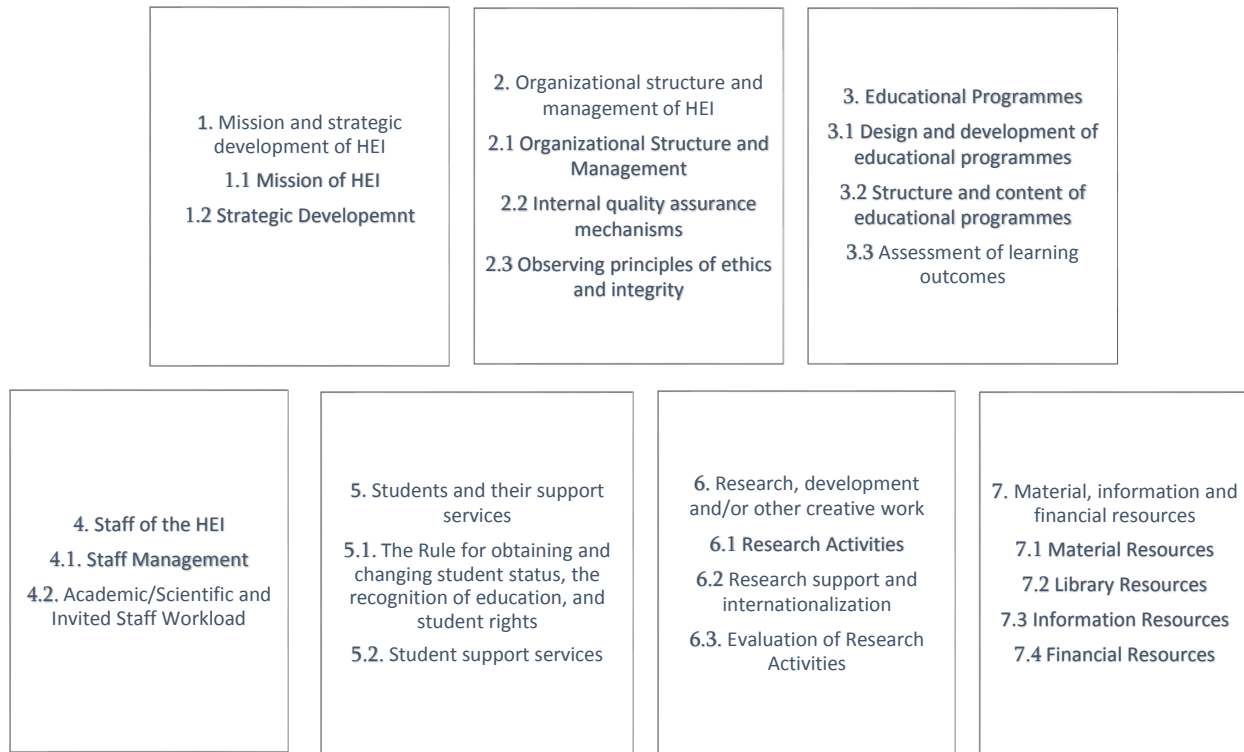 1. Mission and strategic
development of HEI
1.1 Mission of HEI
1.2 Strategic Developemnt
2. Organizational structure and
management of HEI
2.1 Organizational Structure and
Management
2.2 Internal quality assurance
mechanisms
2.3 Observing principles of ethics
and integrity
3. Educational Programmes
3.1 Design and development of
educational programmes
3.2 Structure and content of
educational programmes
3.3 Assessment of learning
outcomes
4. Staff of the HEI
4.1. Staff Management
4.2. Academic/Scientific and
Invited Staff Workload
5. Students and their support
services
5.1. The Rule for obtaining and
changing student status, the
recognition of education, and
student rights
5.2. Student support services
6. Research, development
and/or other creative work
6.1 Research Activities
6.2 Research support and
internationalization
6.3. Evaluation of Research
Activities
7. Material, information and
financial resources
7.1 Material Resources
7.2 Library Resources
7.3 Information Resources
7.4 Financial Resources